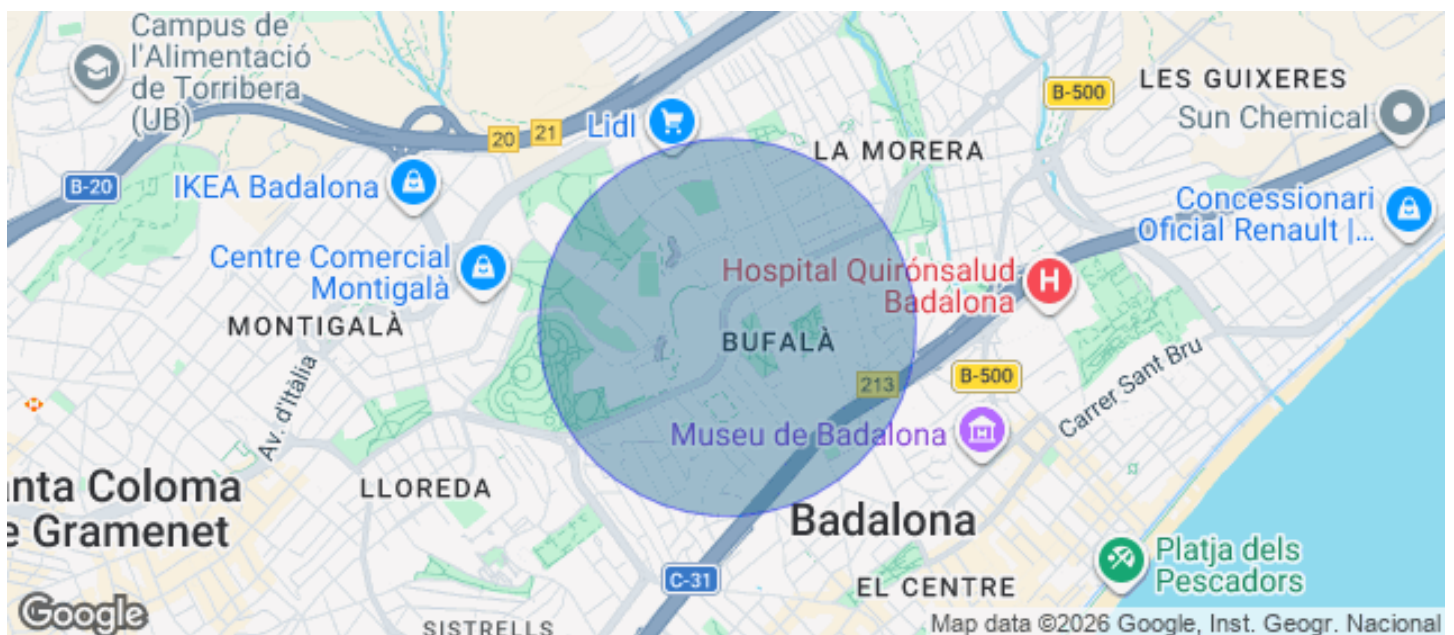 Campus de
l'Alimentació
de Torribera
(UB)
20
21
Lidl
B-500
LES GUIXERES
Sun Chemical
LA MORERA
B-20
IKEA Badalona
Concessionari
Oficial Renault |...
Centre Comercial
Montigalà
Hospital Quirónsalud
Badalona
H
MONTIGALÀ
BUFALÀ
213
B-500
Av. d'Itàlia
Carrer Sant Bru
Museu de Badalona
M
LLOREDA
nta Coloma
e Gramenet
Badalona
C-31
EL CENTRE
Platja dels
Pescadors
Google
SISTRELLS
Map data ©2026 Google, Inst. Geogr. Nacional